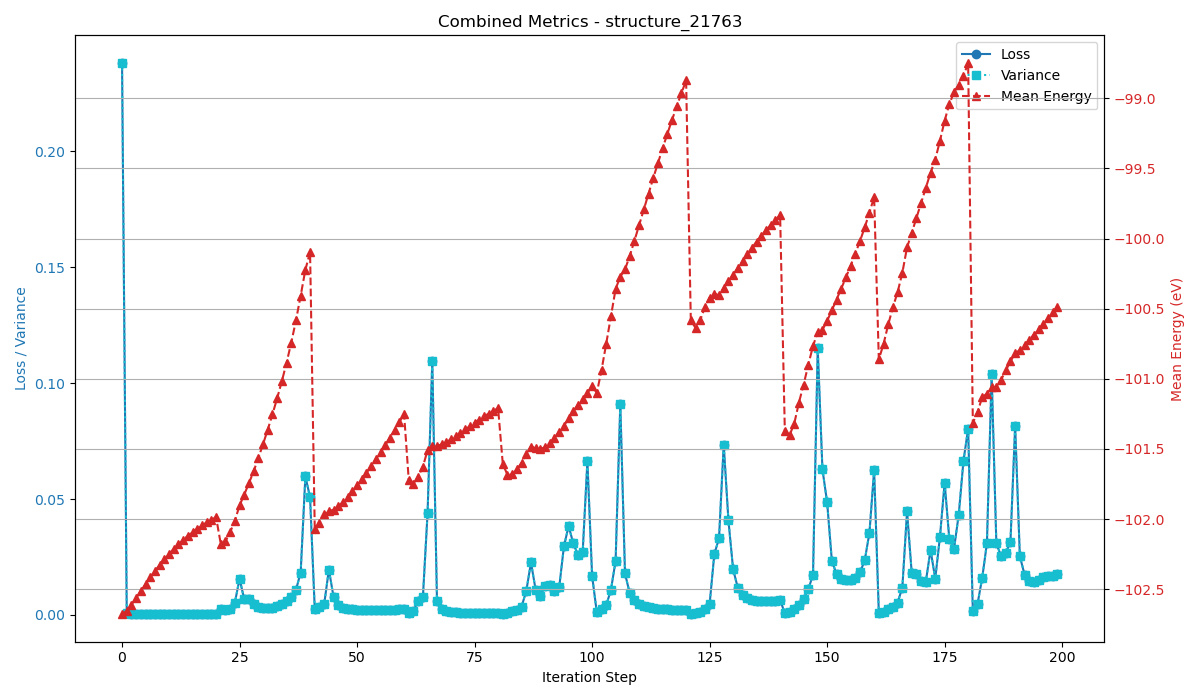 Combined Metrics - structure_21763
Loss
Variance
Mean Energy
Loss / Variance
0.20
0.15
0.10
0.05
0.00
−99.0
−99.5
−100.0
−100.5
−101.0
−101.5
−102.0
−102.5
Mean Energy (eV)
0 25 50 75 100 125 150 175 200
Iteration Step